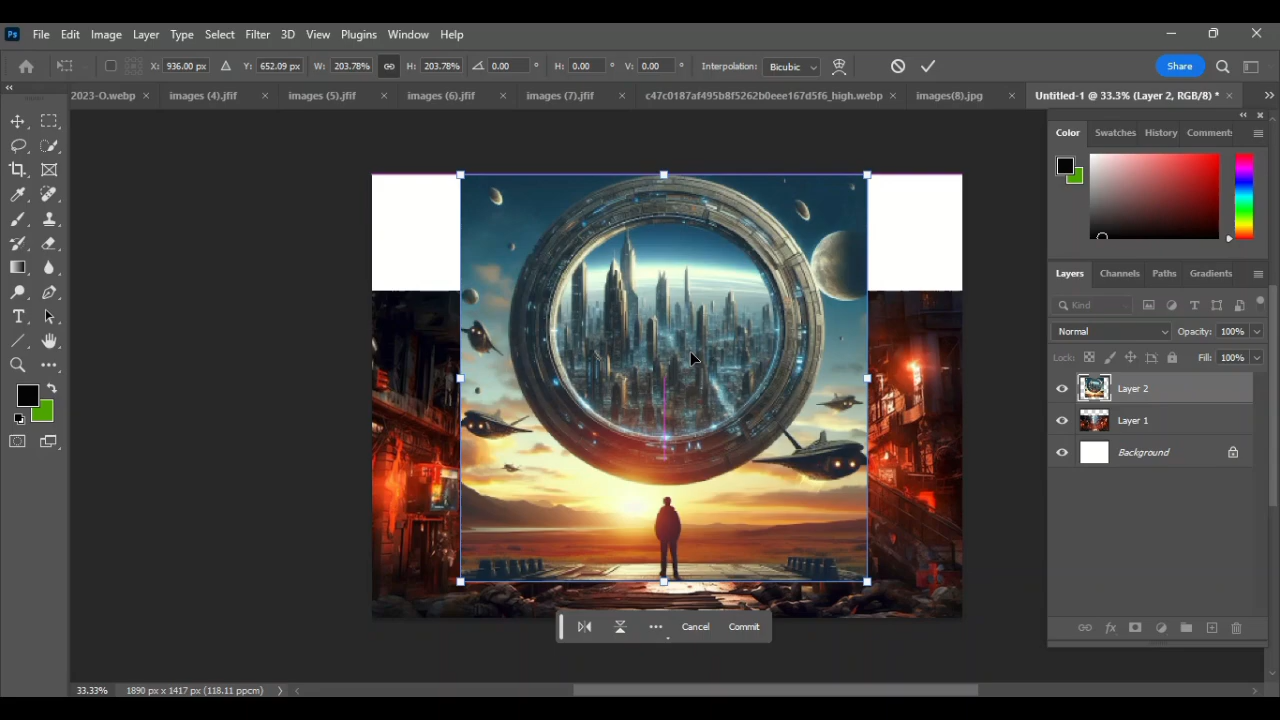 Ps File Edit Image Layer Type Select Filter 3D View Plugins Window Help
X: 936.00 px Y: 652.09 px W: 203.78% H: 203.78% 0.00 ° H: 0.00 ° V: 0.00 ° Interpolation: Bicubic Share
2023-O.webp × images (4).jfif × images (5).jfif × images (6).jfif × images (7).jfif × c47c0187af495b8f5262b0eee167d5f6_high.webp × images(8).jpg × Untitled-1 @ 33.3% (Layer 2, RGB/8) * ×
Color Swatches History Comments
Layers Channels Paths Gradients
Kind
Normal Opacity: 100%
Lock: Fill: 100%
Layer 2
Layer 1
Background
Cancel Commit
33.33% 1890 px x 1417 px (118.11 ppcm)